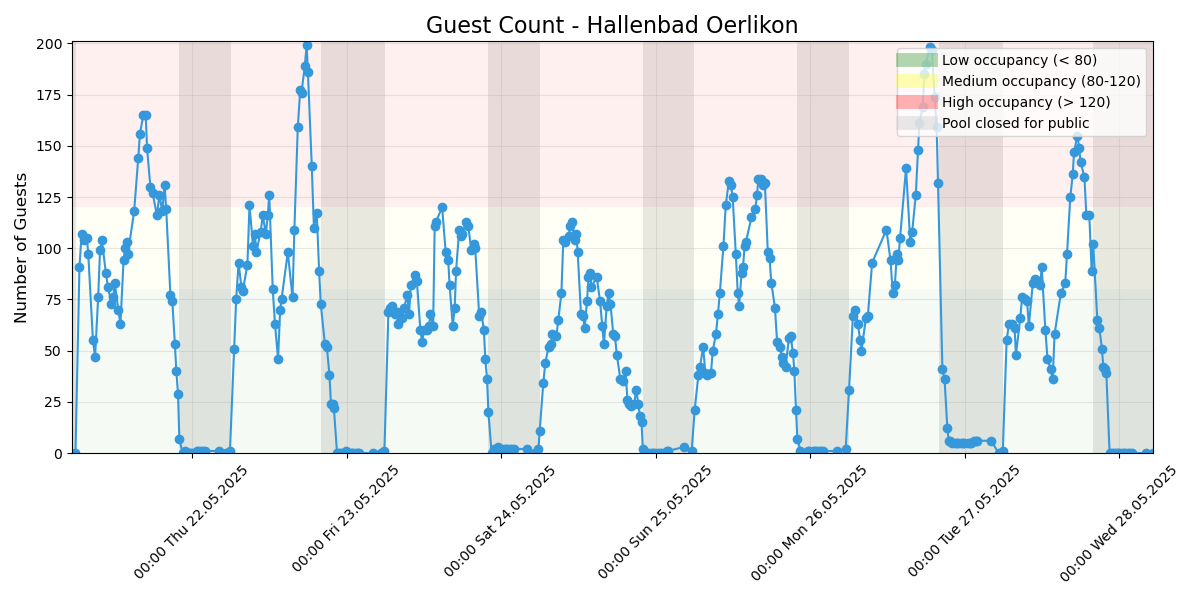 Guest Count - Hallenbad Oerlikon
Number of Guests
200
175
150
125
100
75
50
25
0
Low occupancy (< 80)
Medium occupancy (80-120)
High occupancy (> 120)
Pool closed for public
00:00 Thu 22.05.2025
00:00 Fri 23.05.2025
00:00 Sat 24.05.2025
00:00 Sun 25.05.2025
00:00 Mon 26.05.2025
00:00 Tue 27.05.2025
00:00 Wed 28.05.2025